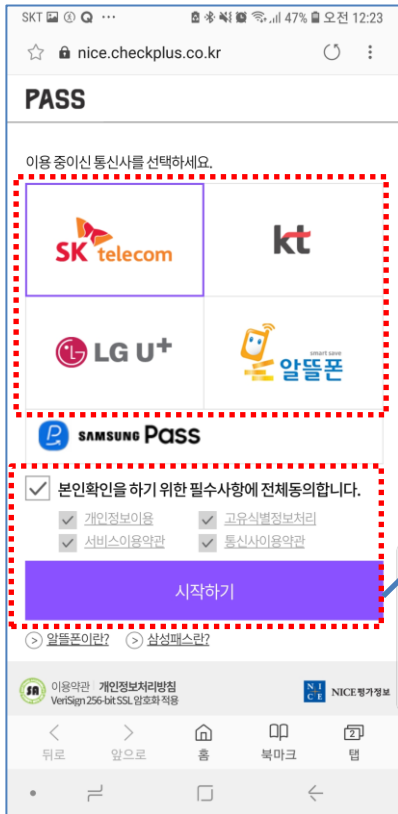 SKT ··· 47% 오전 12:23
nice.checkplus.co.kr
PASS
이용 중이신 통신사를 선택하세요.
SK telecom
kt
LG U+
smart save
알뜰폰
SAMSUNG Pass
본인확인을 하기 위한 필수사항에 전체동의합니다.
개인정보이용 고유식별정보처리
서비스이용약관 통신사이용약관
시작하기
알뜰폰이란? 삼성패스란?
이용약관 | 개인정보처리방침
VeriSign 256-bit SSL 암호화 적용
NICE NICE평가정보
2
뒤로 앞으로 홈 북마크 탭